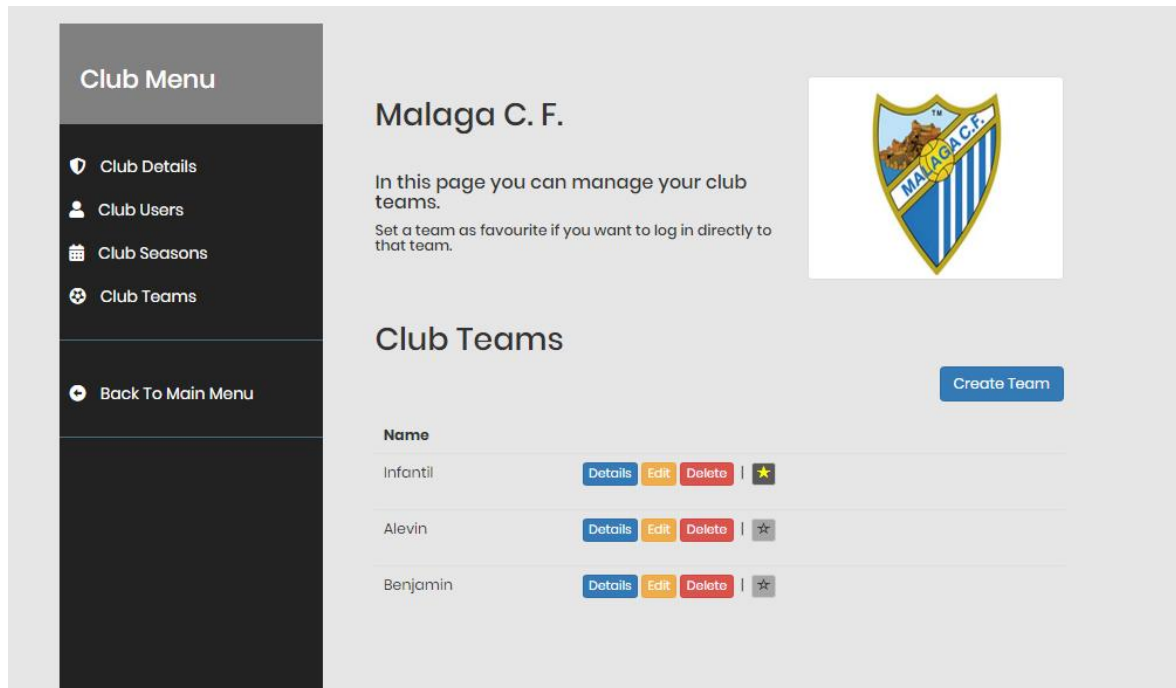 Club Menu
Club Details
Club Users
Club Seasons
Club Teams
Back To Main Menu
Malaga C. F.
In this page you can manage your club
teams.
Set a team as favourite if you want to log in directly to
that team.
TM
MALAGA C.F.
Club Teams
Create Team
Name
Infantil Details Edit Delete |
Alevin Details Edit Delete |
Benjamin Details Edit Delete |